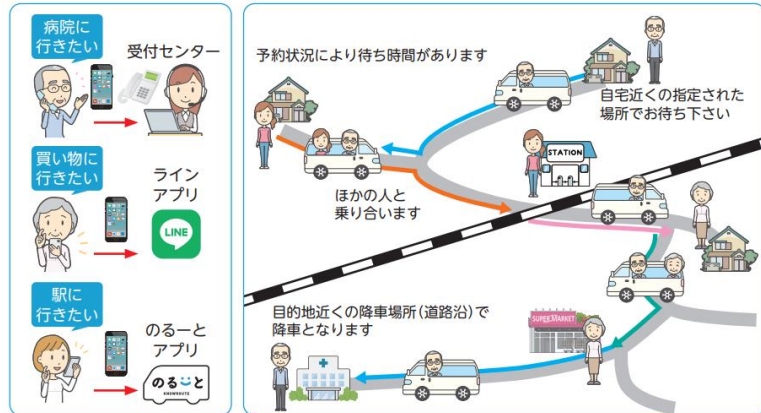 病院に
行きたい
受付センター
買い物に
行きたい
ライン
アプリ
LINE
駅に
行きたい
のるーと
アプリ
のるーと
KNOWROUTE
予約状況により待ち時間があります
自宅近くの指定された
場所でお待ち下さい
STATION
ほかの人と
乗り合います
目的地近くの降車場所(道路沿)で
降車となります
SUPER MARKET